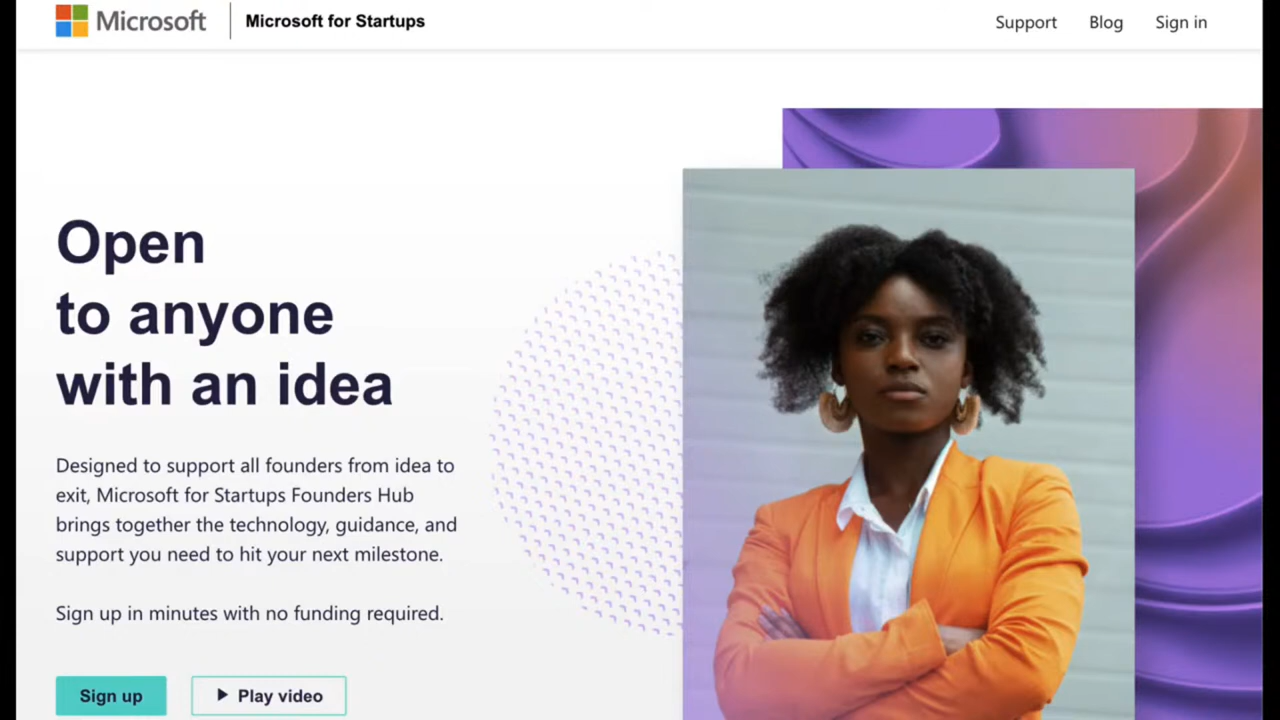 Microsoft Microsoft for Startups Support Blog Sign in
Open
to anyone
with an idea
Designed to support all founders from idea to
exit, Microsoft for Startups Founders Hub
brings together the technology, guidance, and
support you need to hit your next milestone.
Sign up in minutes with no funding required.
Sign up Play video